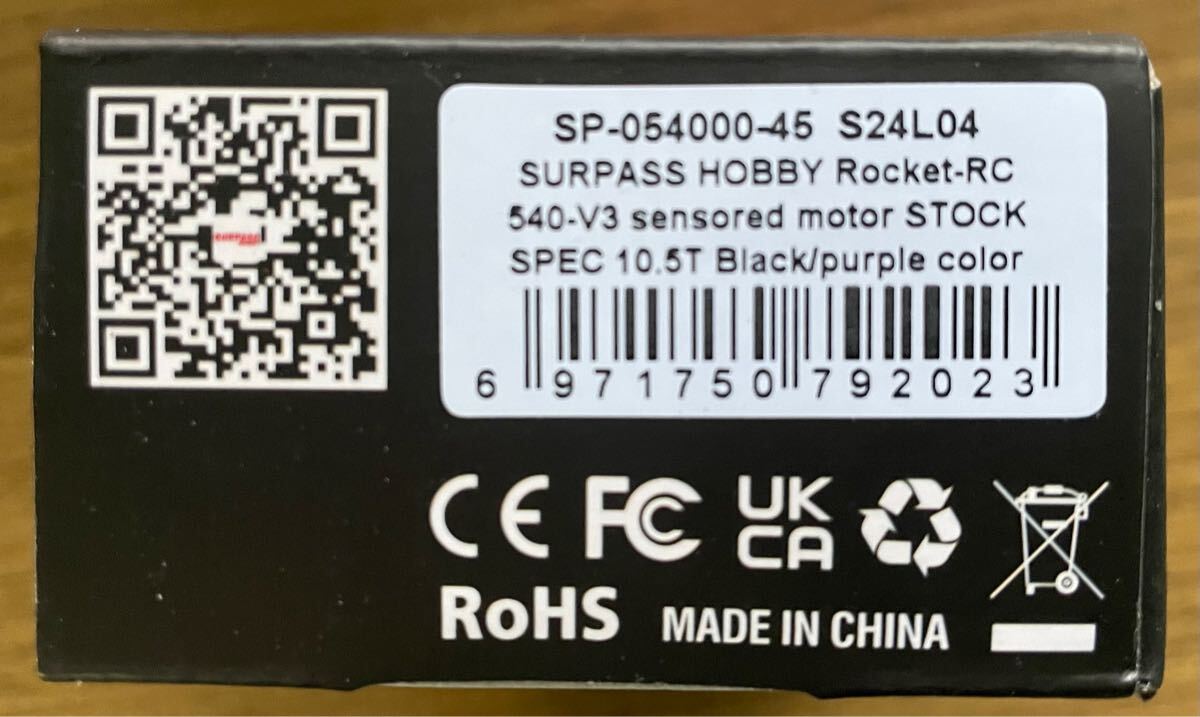 SP-054000-45 S24L04
SURPASS HOBBY Rocket-RC
540-V3 sensored motor STOCK
SPEC 10.5T Black/purple color
6 971750 792023
CE FC UK CA
RoHS MADE IN CHINA